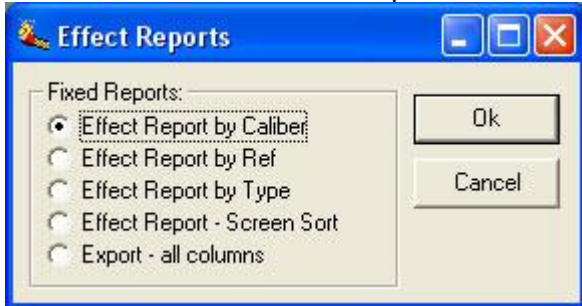 Effect Reports
Fixed Reports:
Effect Report by Caliber
Effect Report by Ref
Effect Report by Type
Effect Report - Screen Sort
Export - all columns
Ok
Cancel